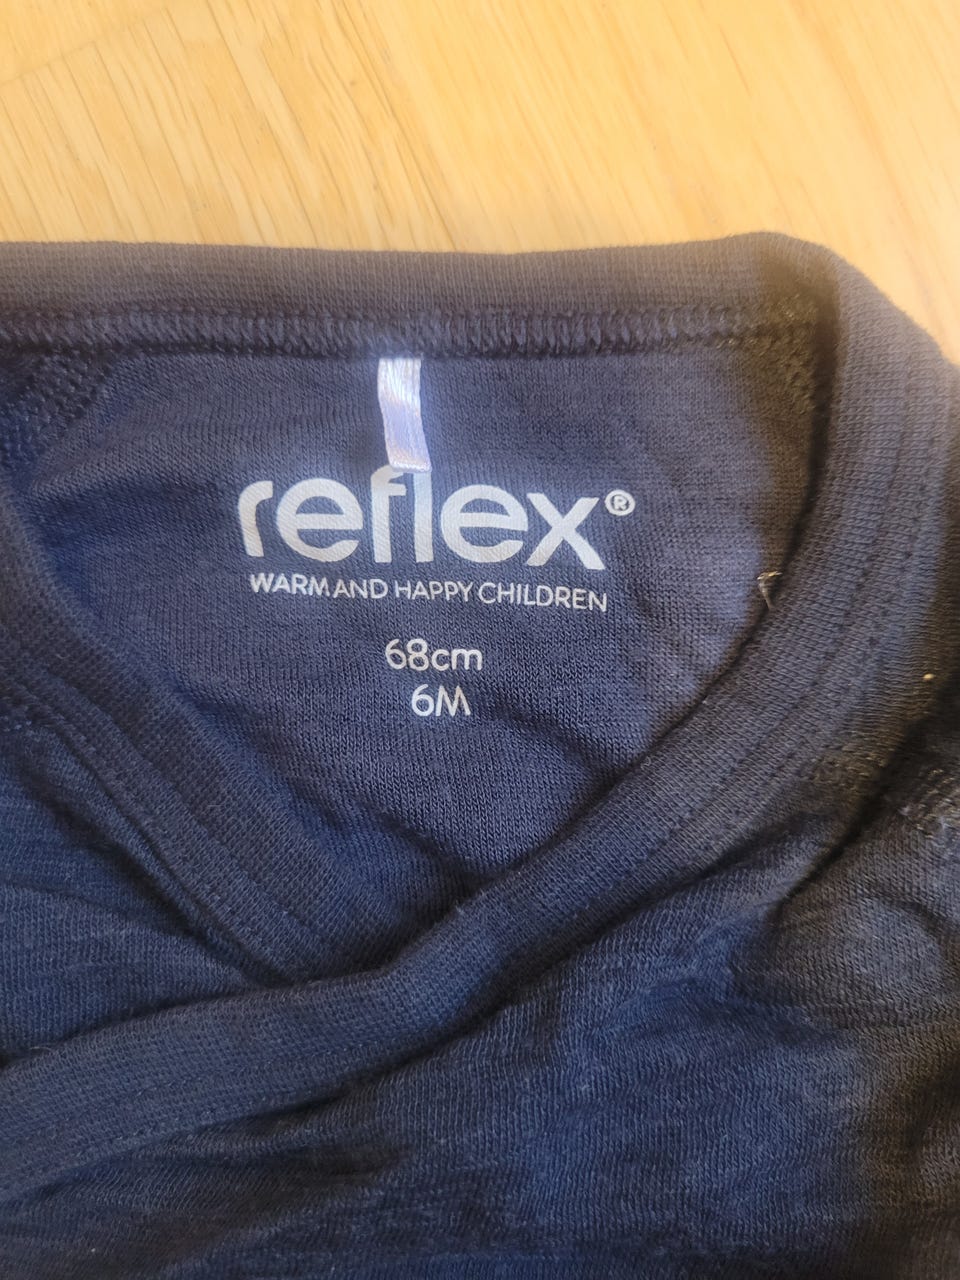 reflex®
WARM AND HAPPY CHILDREN
68cm
6M